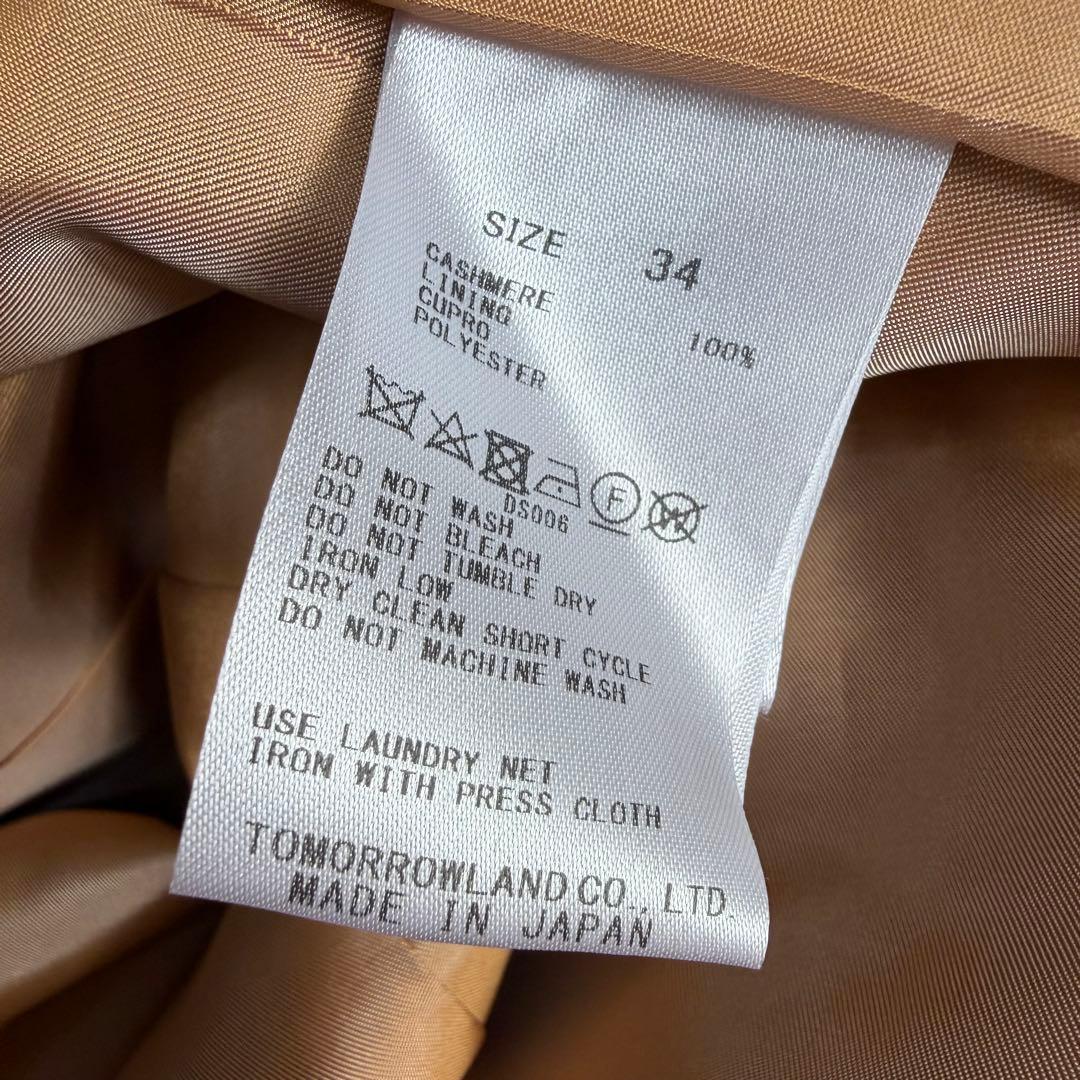 SIZE 34
CASHMERE 100%
LINING
CUPRO
POLYESTER
F
W
DS006
DO NOT WASH
DO NOT BLEACH
DO NOT TUMBLE DRY
IRON LOW
DRY CLEAN SHORT CYCLE
DO NOT MACHINE WASH
USE LAUNDRY NET
IRON WITH PRESS CLOTH
TOMORROWLAND CO., LTD.
MADE IN JAPAN